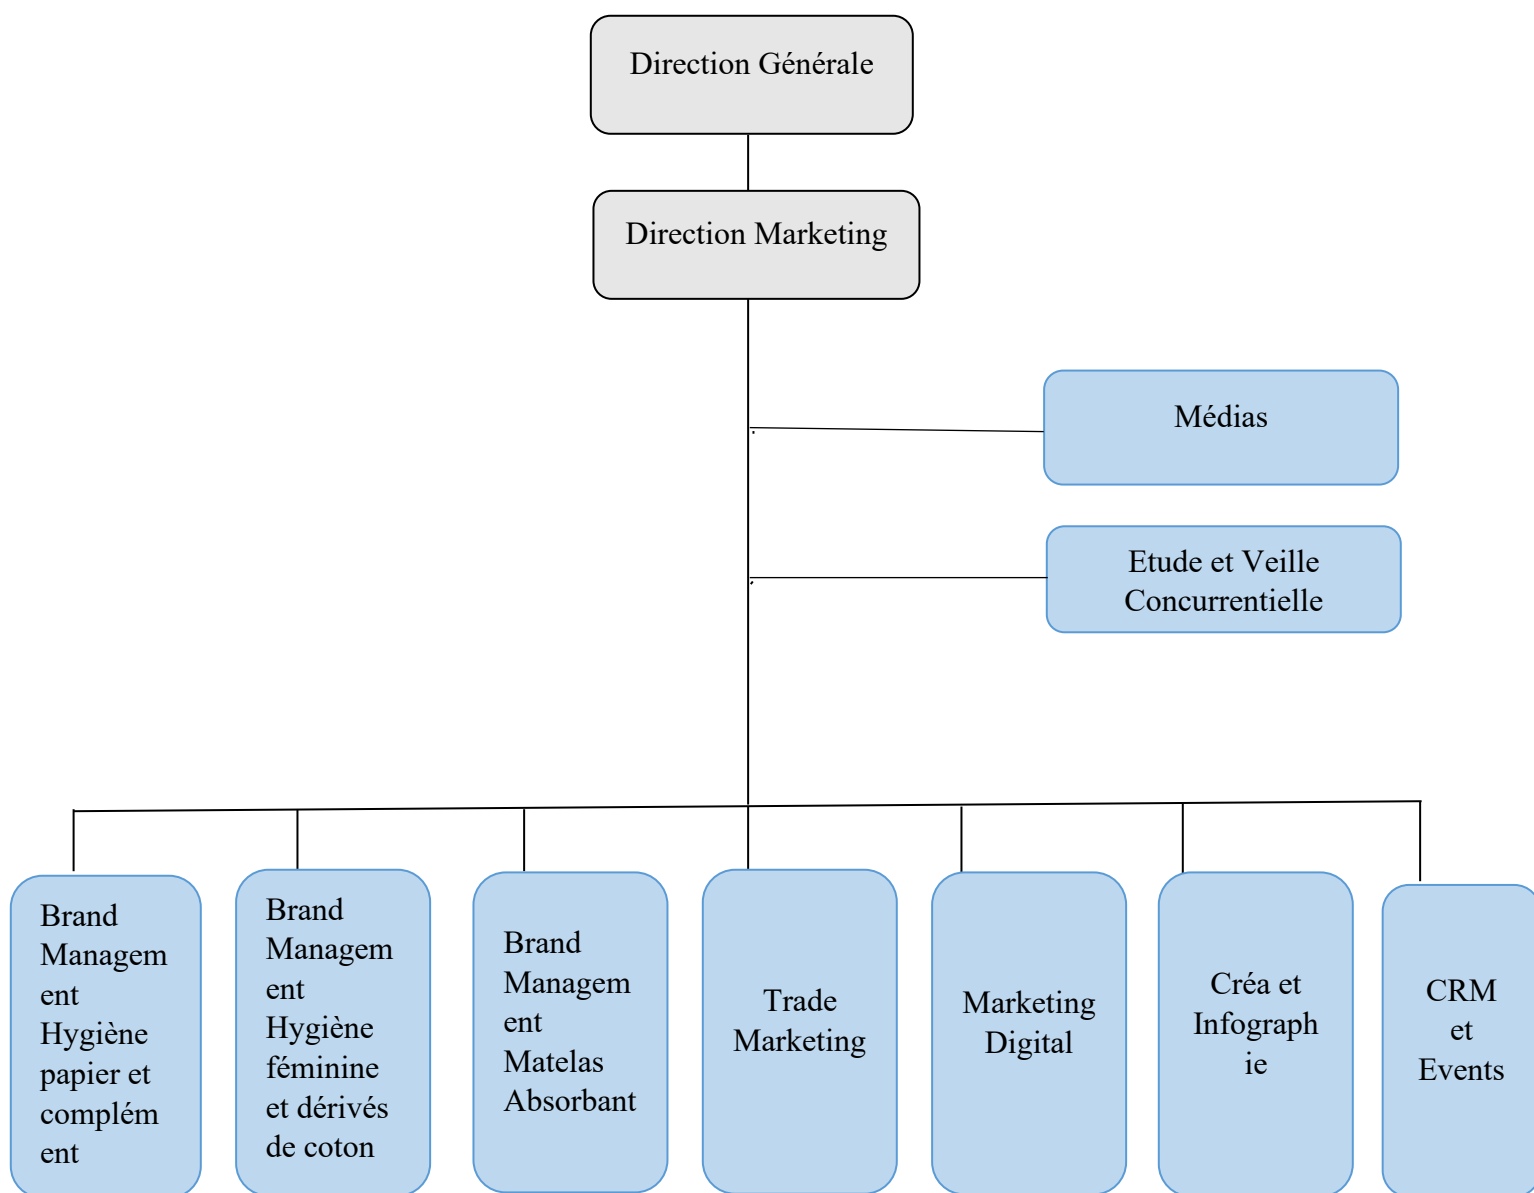 Direction Générale
Direction Marketing
Médias
Etude et Veille
Concurrentielle
Brand
Managem
ent
Hygiène
papier et
complém
ent
Brand
Managem
ent
Hygiène
féminine
et dérivés
de coton
Brand
Managem
ent
Matelas
Absorbant
Trade
Marketing
Marketing
Digital
Créa et
Infograph
ie
CRM
et
Events